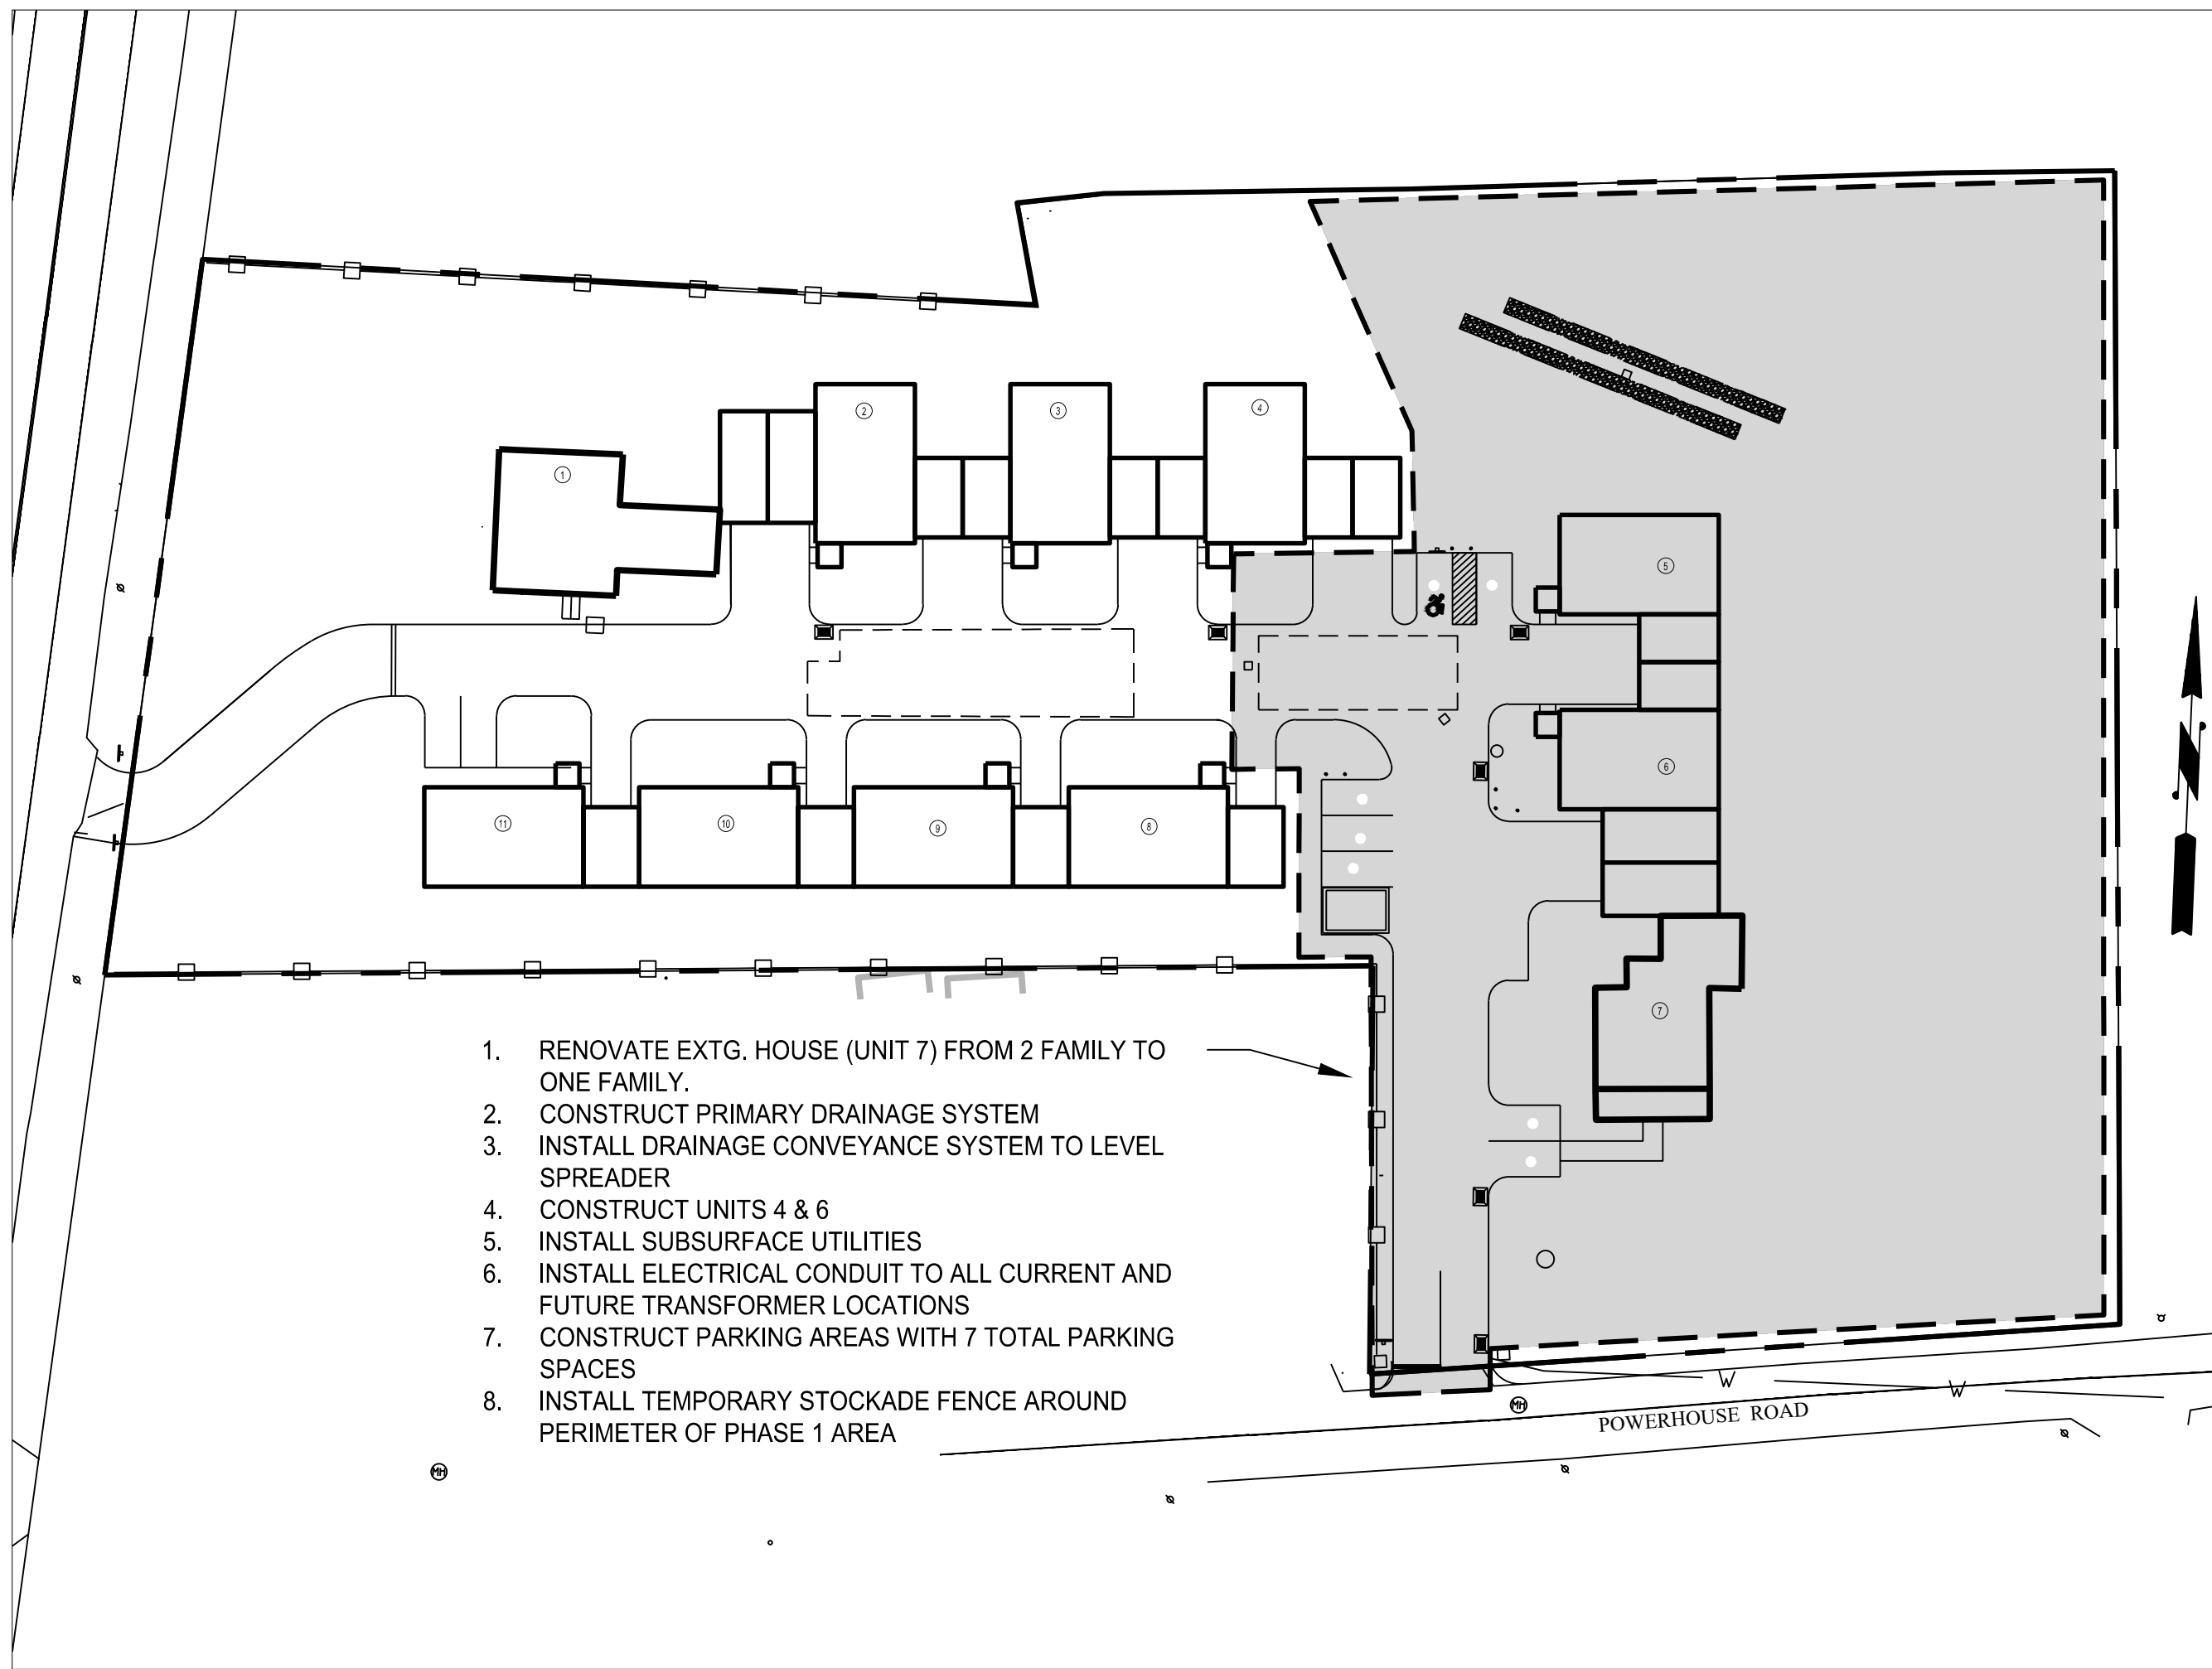 2
3
4
1
5
6
11
10
9
8
7
1. RENOVATE EXTG. HOUSE (UNIT 7) FROM 2 FAMILY TO
ONE FAMILY.
2. CONSTRUCT PRIMARY DRAINAGE SYSTEM
3. INSTALL DRAINAGE CONVEYANCE SYSTEM TO LEVEL
SPREADER
4. CONSTRUCT UNITS 4 & 6
5. INSTALL SUBSURFACE UTILITIES
6. INSTALL ELECTRICAL CONDUIT TO ALL CURRENT AND
FUTURE TRANSFORMER LOCATIONS
7. CONSTRUCT PARKING AREAS WITH 7 TOTAL PARKING
SPACES
8. INSTALL TEMPORARY STOCKADE FENCE AROUND
PERIMETER OF PHASE 1 AREA
W W
MH
POWERHOUSE ROAD
MH
N